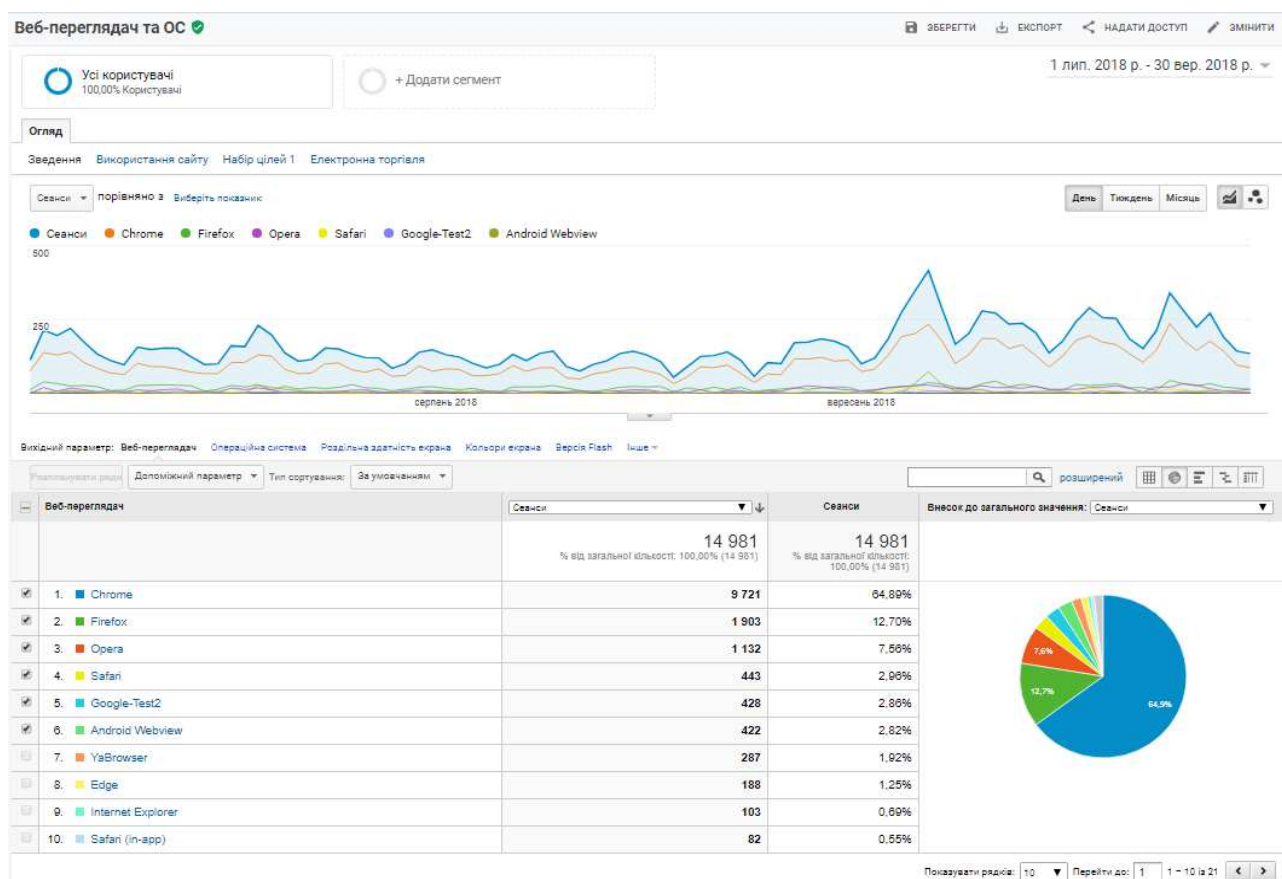 Веб-переглядач та ОС
ЗБЕРЕГТИ ЕКСПОРТ НАДАТИ ДОСТУП ЗМІНИТИ
Усі користувачі
100,00% Користувачі
+ Додати сегмент
1 лип. 2018 р. - 30 вер. 2018 р.
Огляд
Зведення Використання сайту Набір цілей 1 Електронна торгівля
Сеанси порівняно з Виберіть показник
День Тиждень Місяць
Сеанси Chrome Firefox Opera Safari Google-Test2 Android Webview
500
250
серпень 2018 вересень 2018
Вихідний параметр: Веб-переглядач Операційна система Роздільна здатність екрана Кольори екрана Версія Flash Інше
Розпланувати ряди Допоміжний параметр Тип сортування: За умовчанням розширений
Веб-переглядач Сеанси Сеанси Внесок до загального значення: Сеанси
14 981 14 981
% від загальної кількості: 100,00% (14 981) % від загальної кількості:
100,00% (14 981)
1. Chrome 9 721 64,89%
2. Firefox 1 903 12,70%
3. Opera 1 132 7,56%
4. Safari 443 2,96%
5. Google-Test2 428 2,86%
6. Android Webview 422 2,82%
7. YaBrowser 287 1,92%
8. Edge 188 1,25%
9. Internet Explorer 103 0,69%
10. Safari (in-app) 82 0,55%
7,6%
12,7%
64,9%
Показувати рядків: 10 Перейти до: 1 1 – 10 із 21